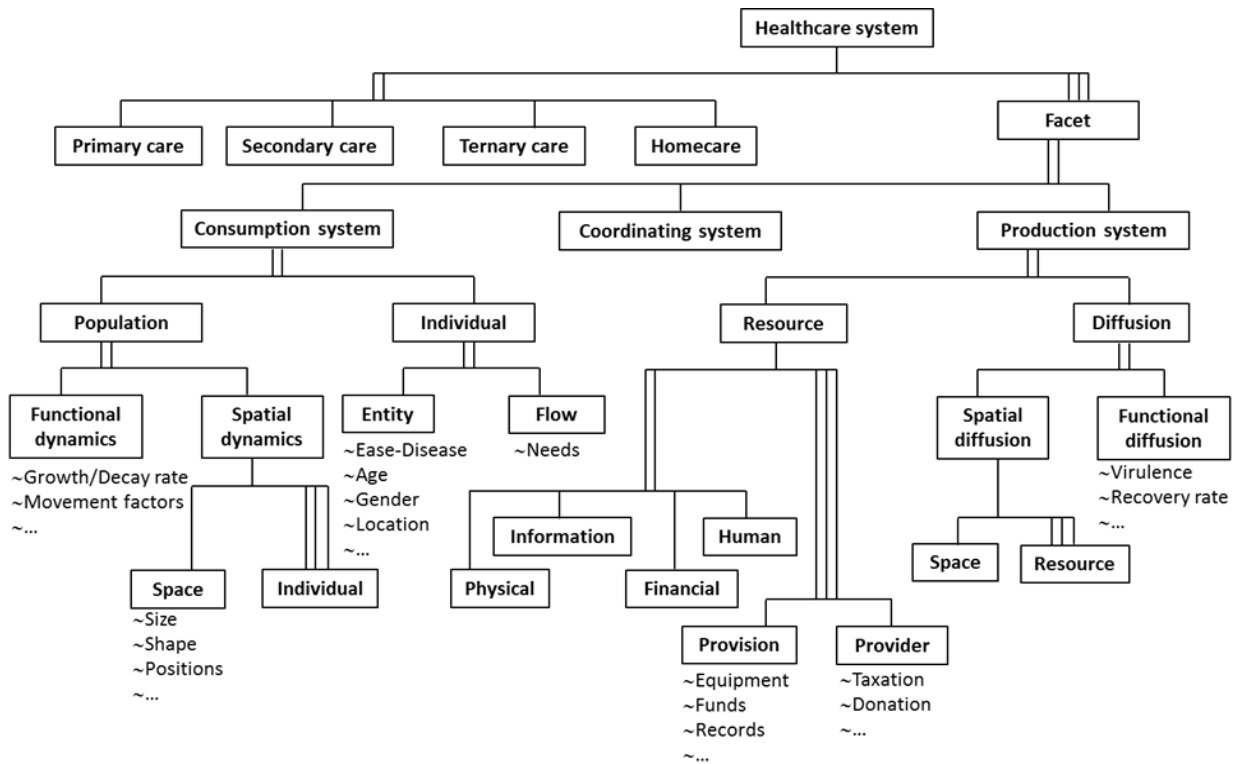 Healthcare system
Primary care
Secondary care
Ternary care
Homecare
Facet
Consumption system
Coordinating system
Production system
Population
Individual
Resource
Diffusion
Functional
dynamics
~Growth/Decay rate
~Movement factors
~...
Spatial
dynamics
Entity
~Ease-Disease
~Age
~Gender
~Location
~...
Flow
~Needs
Spatial
diffusion
Functional
diffusion
~Virulence
~Recovery rate
~...
Space
~Size
~Shape
~Positions
~...
Individual
Physical
Information
Financial
Human
Space
Resource
Provision
~Equipment
~Funds
~Records
~...
Provider
~Taxation
~Donation
~...